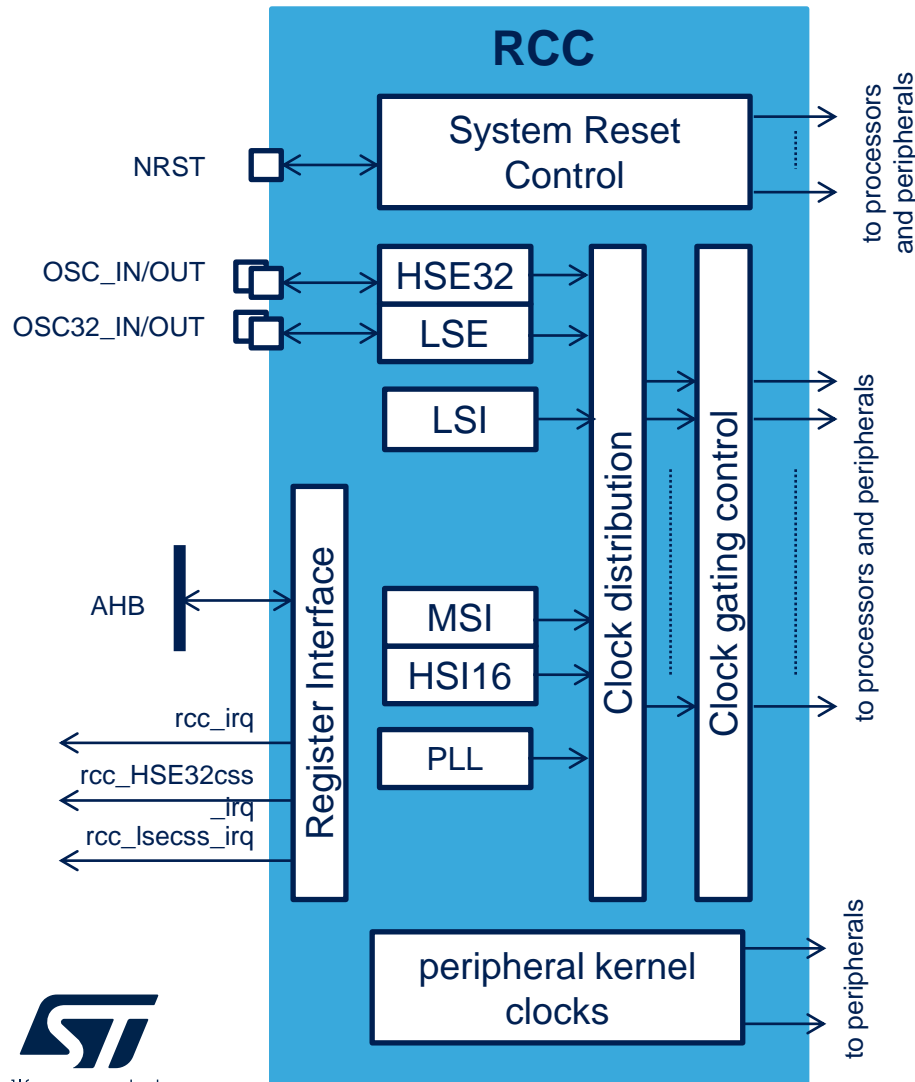 RCC
System Reset
Control
to processors
and peripherals
NRST
OSC_IN/OUT
HSE32
OSC32_IN/OUT
LSE
LSI
Clock distribution
Clock gating control
to processors and peripherals
AHB
Register Interface
MSI
HSI16
PLL
rcc_irq
rcc_HSE32css
_irq
rcc_lsecss_irq
peripheral kernel
clocks
to peripherals
ST